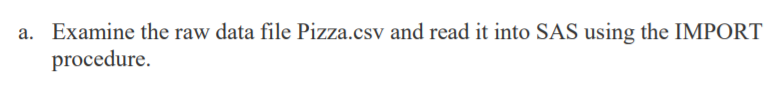 a. Examine the raw data file Pizza.csv and read it into SAS using the IMPORT
procedure.